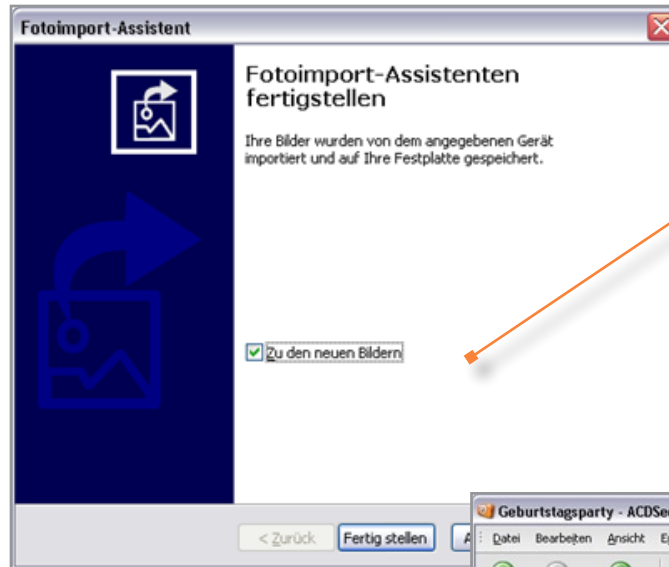 Fotoimport-Assistent
Fotoimport-Assistenten
fertigstellen
Ihre Bilder wurden von dem angegebenen Gerät
importiert und auf Ihre Festplatte gespeichert.
Zu den neuen Bildern
< Zurück Fertig stellen
Geburtstagsparty - ACDSee
Datei Bearbeiten Ansicht